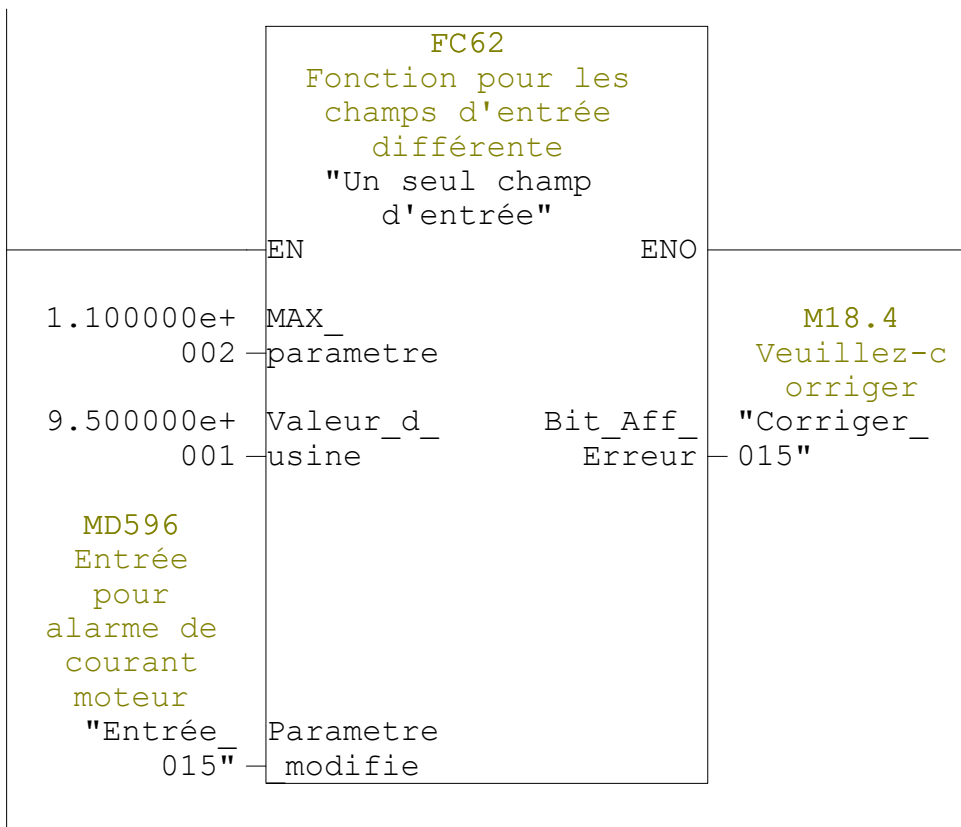 FC62
Fonction pour les
champs d'entrée
différente
"Un seul champ
d'entrée"
EN ENO
1.100000e+ MAX_
002 parametre
M18.4
Veuillez-c
orriger
9.500000e+ Valeur_d_ Bit_Aff_ "Corriger_
001 usine Erreur 015"
MD596
Entrée
pour
alarme de
courant
moteur
"Entrée_ Parametre
015" _modifie